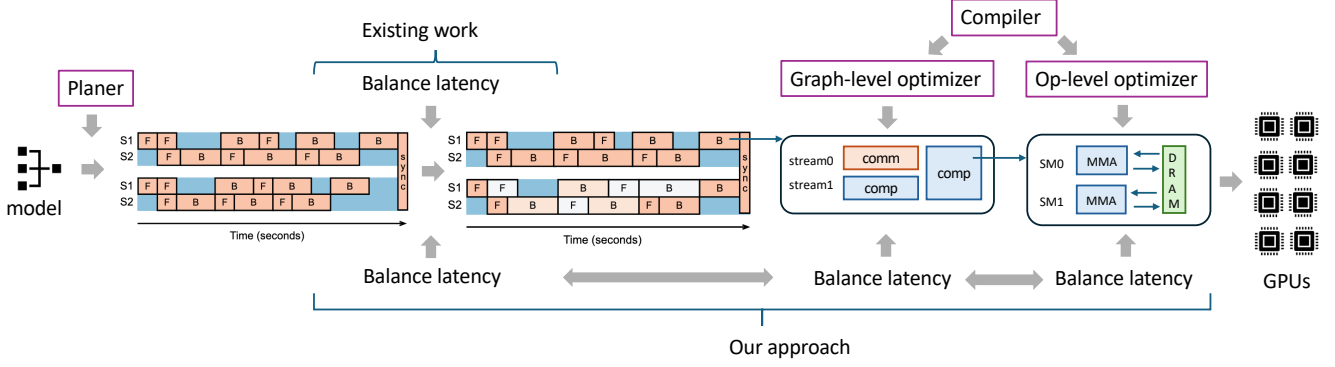 Compiler
Existing work
Planer
Balance latency
Graph-level optimizer
Op-level optimizer
S1 F F B F B B
S2 F B F B F B
S1 F F B F B B
S2 F B F B F B
sync
Time (seconds)
S1 F F B F B B
S2 F B F B F B
S1 F F B F B B
S2 F B F B F B
sync
Time (seconds)
stream0 comm
stream1 comp
comp
SM0 MMA
SM1 MMA
DRAM
model
Balance latency
Balance latency
Balance latency
GPUs
Our approach